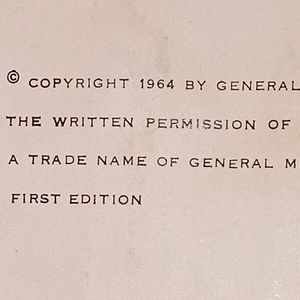 © COPYRIGHT 1964 BY GENERAL
THE WRITTEN PERMISSION OF
A TRADE NAME OF GENERAL M
FIRST EDITION